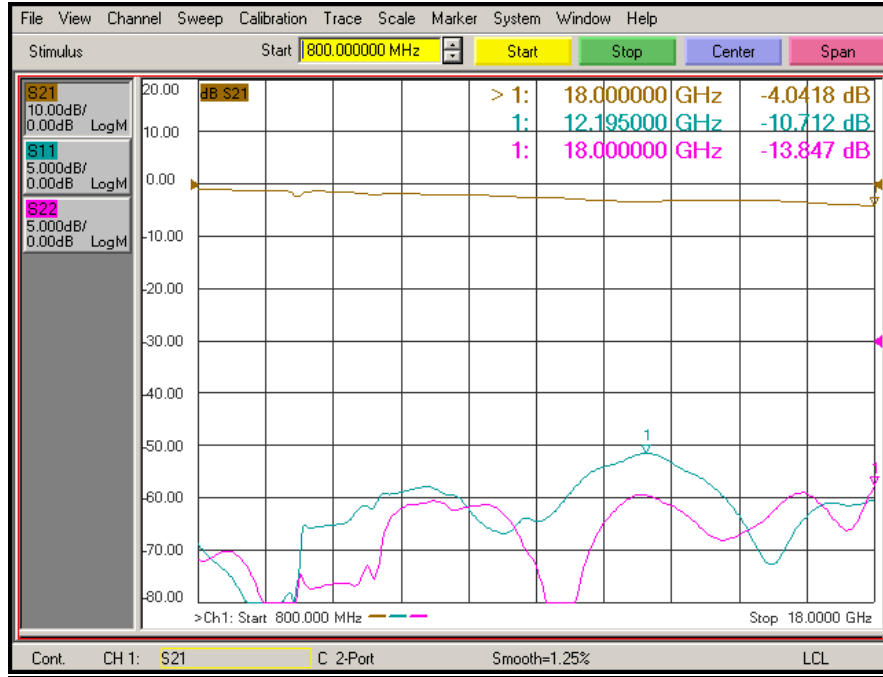 File View Channel Sweep Calibration Trace Scale Marker System Window Help
Stimulus Start 800.000000 MHz Start Stop Center Span
S21
10.00dB/
0.00dB LogM
S11
5.000dB/
0.00dB LogM
S22
5.000dB/
0.00dB LogM
20.00
10.00
0.00
-10.00
-20.00
-30.00
-40.00
-50.00
-60.00
-70.00
-80.00
dB S21
> 1: 18.000000 GHz -4.0418 dB
1: 12.195000 GHz -10.712 dB
1: 18.000000 GHz -13.847 dB
1
1
>Ch1: Start 800.000 MHz Stop 18.0000 GHz
Cont. CH 1: S21 C 2-Port Smooth=1.25% LCL